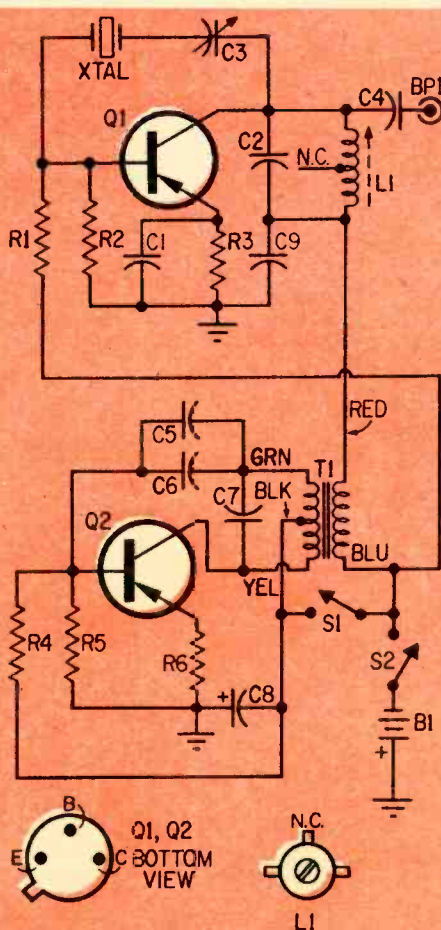 XTAL
C3
C4
BP1
Q1
C2
N.C.
L1
R1
R2
C1
R3
C9
RED
C5
C6
GRN
T1
C7
BLK
Q2
YEL
BLU
S1
R4
R5
R6
S2
+
C8
B1
+
B
E
C
Q1, Q2
BOTTOM
VIEW
N.C.
L1